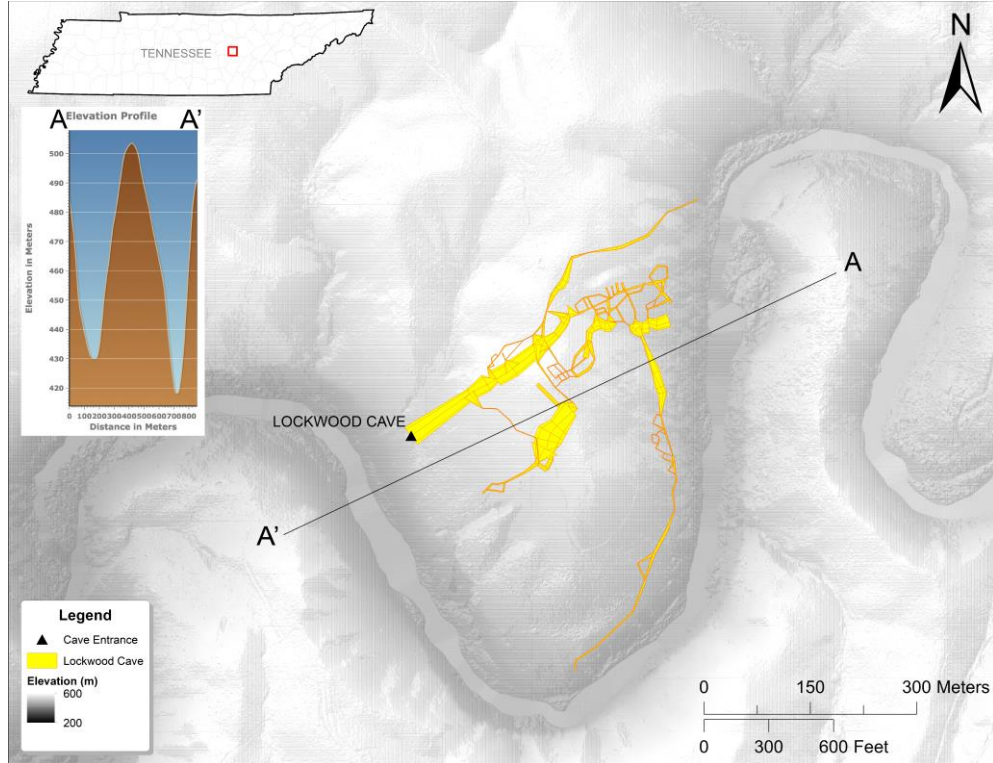 TENNESSEE
N
A A'
Elevation Profile
500
490
480
470
460
450
440
430
420
Elevation in Meters
0 100 200 300 400 500 600 700 800
Distance in Meters
A
LOCKWOOD CAVE
A'
Legend
Cave Entrance
Lockwood Cave
Elevation (m)
600
200
0 150 300 Meters
0 300 600 Feet